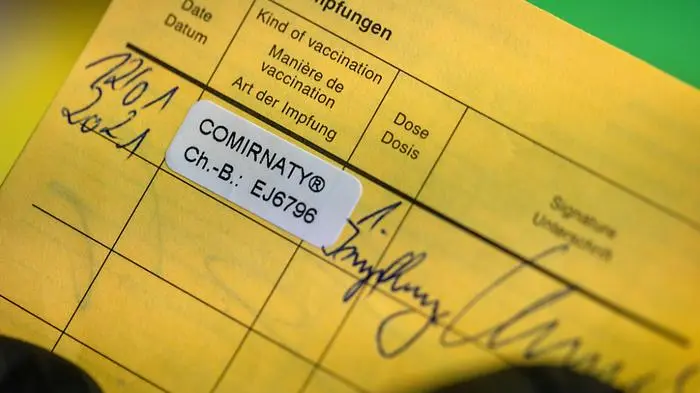 mpfungen
Date
Datum
Kind of vaccination
Manière de
vaccination
Art der Impfung
Dose
Dosis
Signature
Unterschrift
12/01
2021
COMIRNATY®
Ch.-B.: EJ6796
1.
Impfung